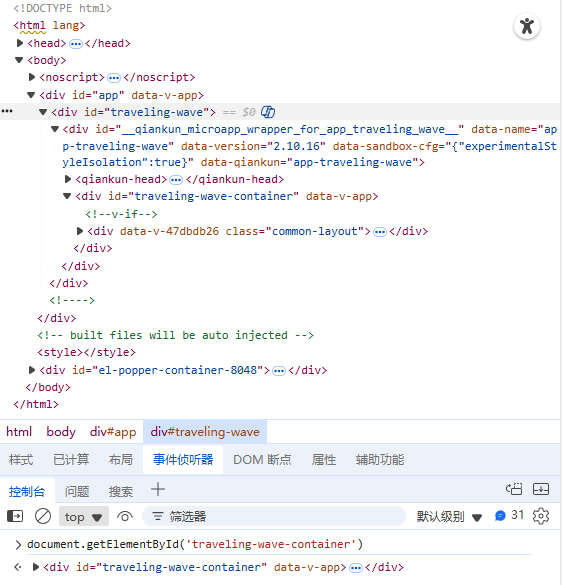 <!DOCTYPE html>
<html lang>
<head>…</head>
<body>
<noscript>…</noscript>
<div id="app" data-v-app>
<div id="traveling-wave"> == $0
<div id="__qiankun_microapp_wrapper_for_app_traveling_wave__" data-name="ap
p-traveling-wave" data-version="2.10.16" data-sandbox-cfg="{"experimentalSt
yleIsolation":true}" data-qiankun="app-traveling-wave">
<qiankun-head>…</qiankun-head>
<div id="traveling-wave-container" data-v-app>
<!--v-if-->
<div data-v-47dbdb26 class="common-layout">…</div>
</div>
</div>
</div>
<!---->
</div>
<!-- built files will be auto injected -->
<style></style>
<div id="el-popper-container-8048">…</div>
</body>
</html>
html body div#app div#traveling-wave
样式 已计算 布局 事件侦听器 DOM 断点 属性 辅助功能
控制台 问题 搜索
top 筛选器 默认级别 31
document.getElementById('traveling-wave-container')
<div id="traveling-wave-container" data-v-app>…</div>